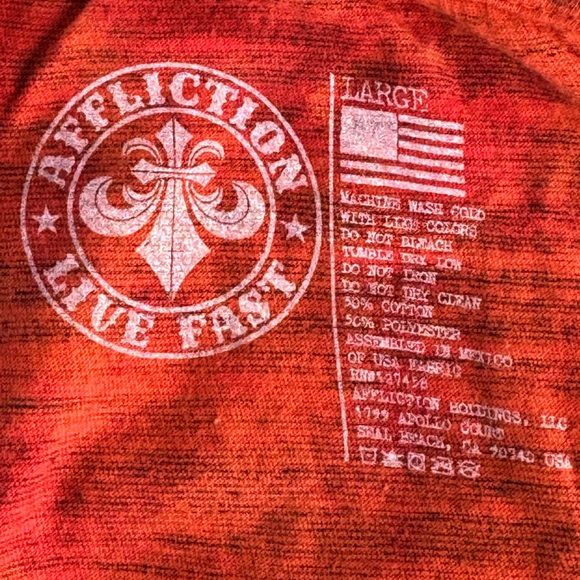 AFFLICTION
LIVE FAST
LARGE
MACHINE WASH COLD
WITH LIKE COLORS
DO NOT BLEACH
TUMBLE DRY LOW
DO NOT IRON
DO NOT DRY CLEAN
50% COTTON
50% POLYESTER
ASSEMBLED IN MEXICO
OF USA FABRIC
AFFLICTION HOLDINGS, LLC
1799 APOLLO COURT
SEAL BEACH, CA 90740 USA